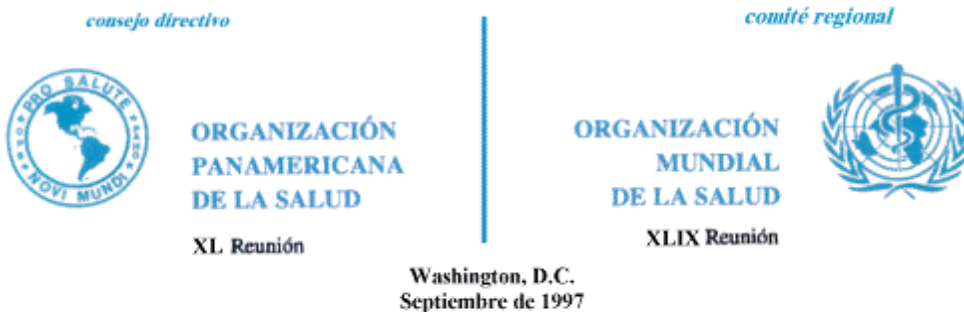 consejo directivo
comité regional
PRO SALUTE
NOVI MUNDI
ORGANIZACIÓN
PANAMERICANA
DE LA SALUD
XL Reunión
ORGANIZACIÓN
MUNDIAL
DE LA SALUD
XLIX Reunión
Washington, D.C.
Septiembre de 1997